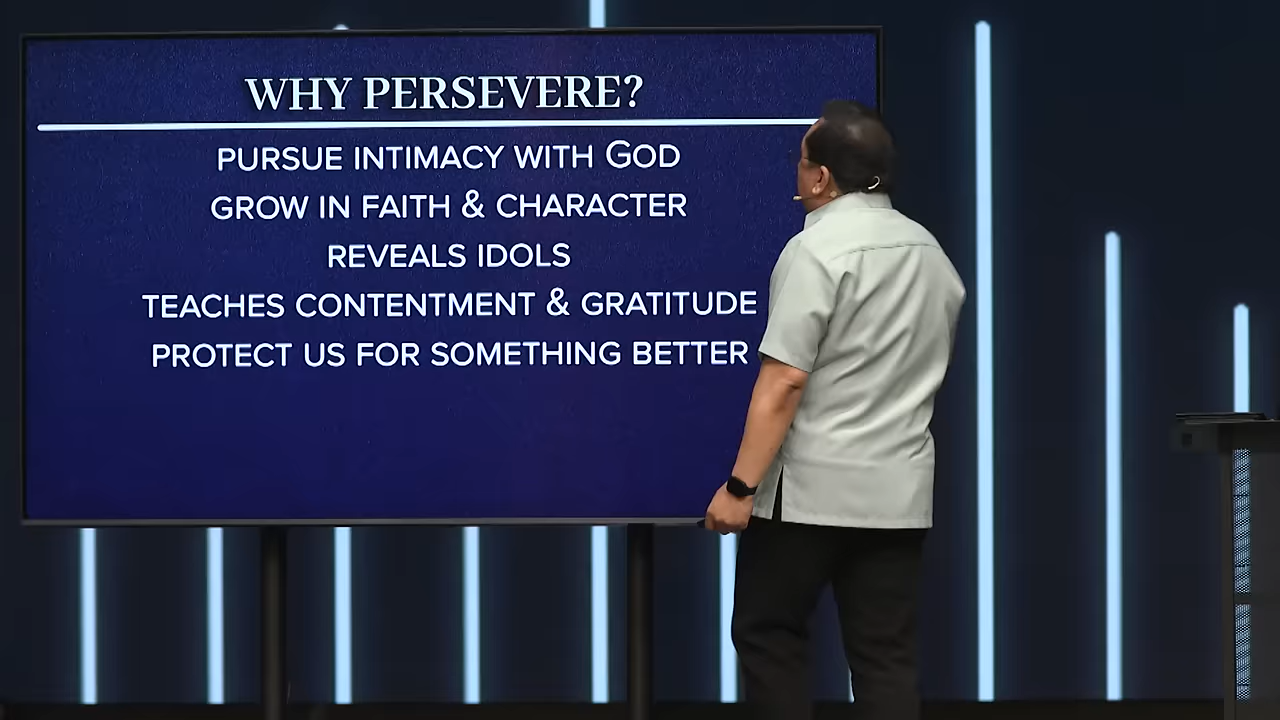 WHY PERSEVERE?
PURSUE INTIMACY WITH GOD
GROW IN FAITH & CHARACTER
REVEALS IDOLS
TEACHES CONTENTMENT & GRATITUDE
PROTECT US FOR SOMETHING BETTER